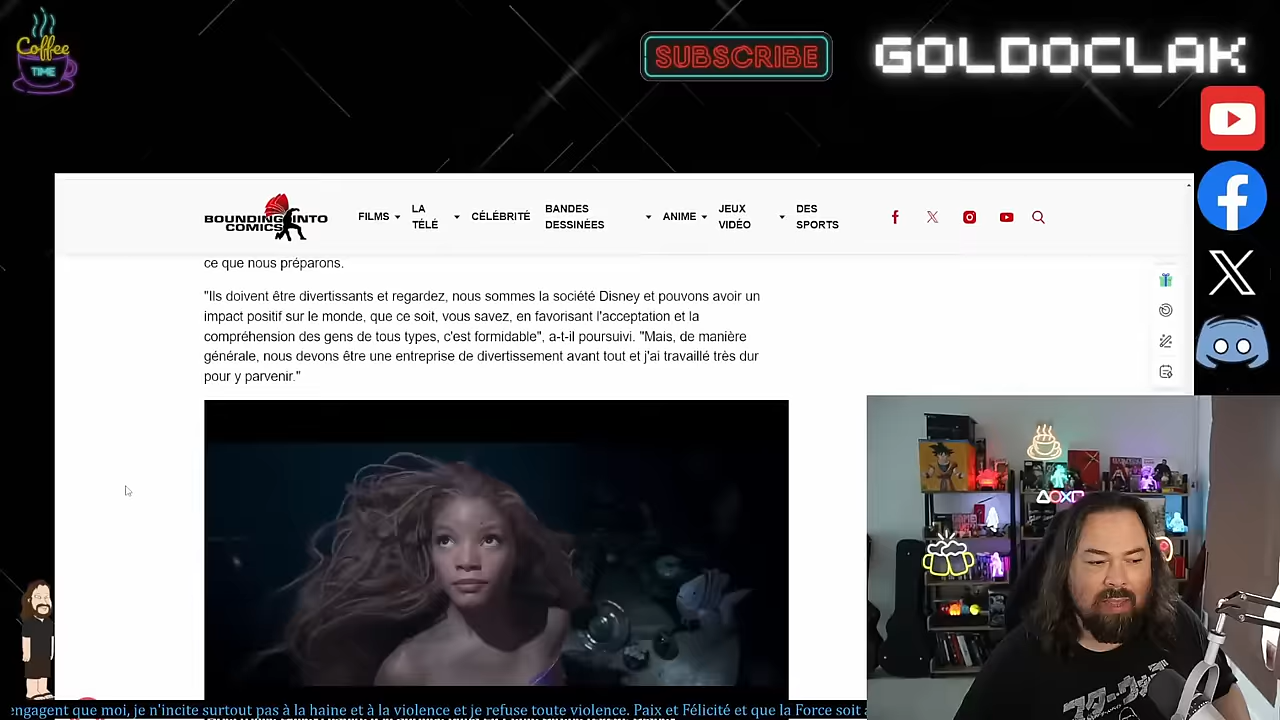 Coffee
TIME
SUBSCRIBE
GOLDOCLAK
BOUNDING INTO
COMICS
FILMS
LA
TÉLÉ
CÉLÉBRITÉ
BANDES
DESSINÉES
ANIME
JEUX
VIDÉO
DES
SPORTS
ce que nous préparons.
"Ils doivent être divertissants et regardez, nous sommes la société Disney et pouvons avoir un
impact positif sur le monde, que ce soit, vous savez, en favorisant l'acceptation et la
compréhension des gens de tous types, c'est formidable", a-t-il poursuivi. "Mais, de manière
générale, nous devons être une entreprise de divertissement avant tout et j'ai travaillé très dur
pour y parvenir."
engagent que moi, je n'incite surtout pas à la haine et à la violence et je refuse toute violence. Paix et Félicité et que la Force soit